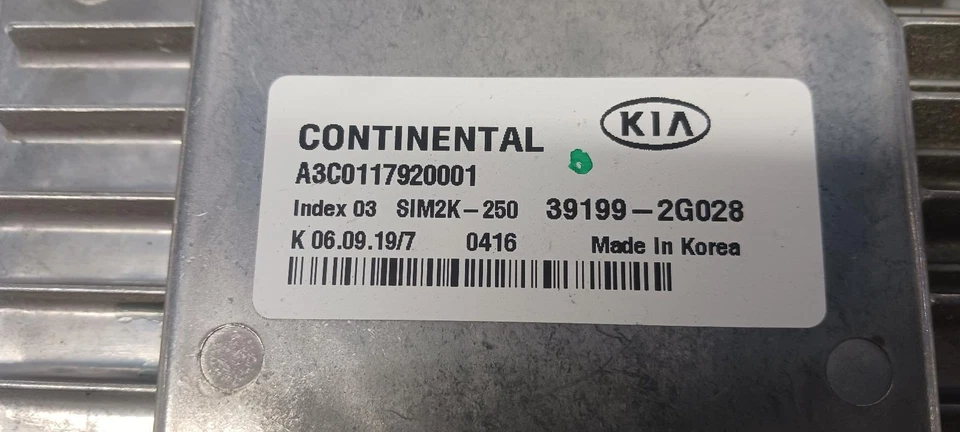 KIA
CONTINENTAL
A3C0117920001
Index 03 SIM2K-250 39199-2G028
K 06.09.19/7 0416 Made In Korea